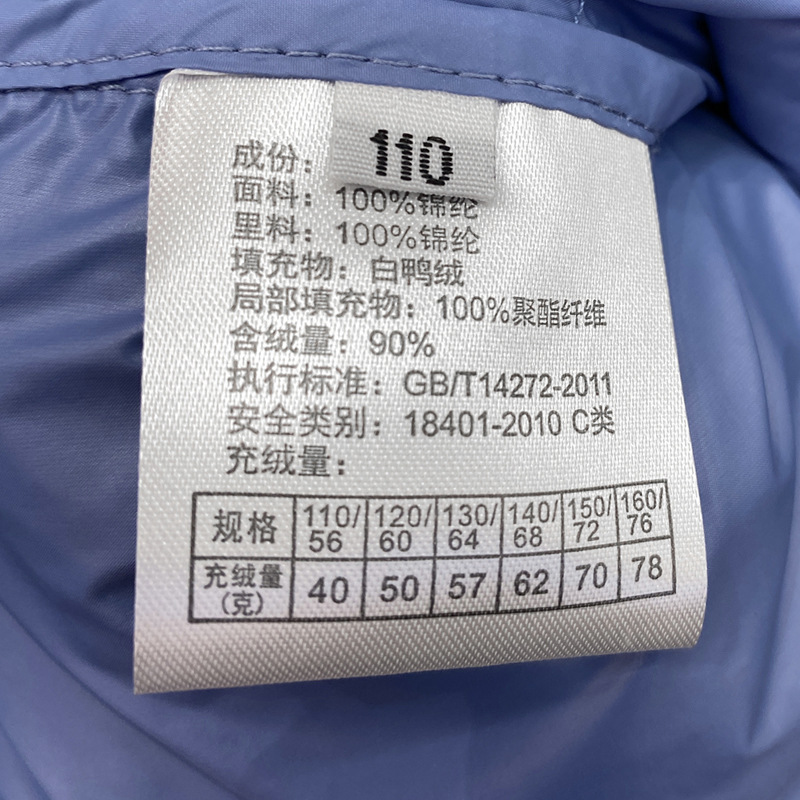 110
成份：
面料：100%锦纶
里料：100%锦纶
填充物：白鸭绒
局部填充物：100%聚酯纤维
含绒量：90%
执行标准：GB/T14272-2011
安全类别：18401-2010 C类
充绒量：
规格 110/56 120/60 130/64 140/68 150/72 160/76
充绒量(克) 40 50 57 62 70 78